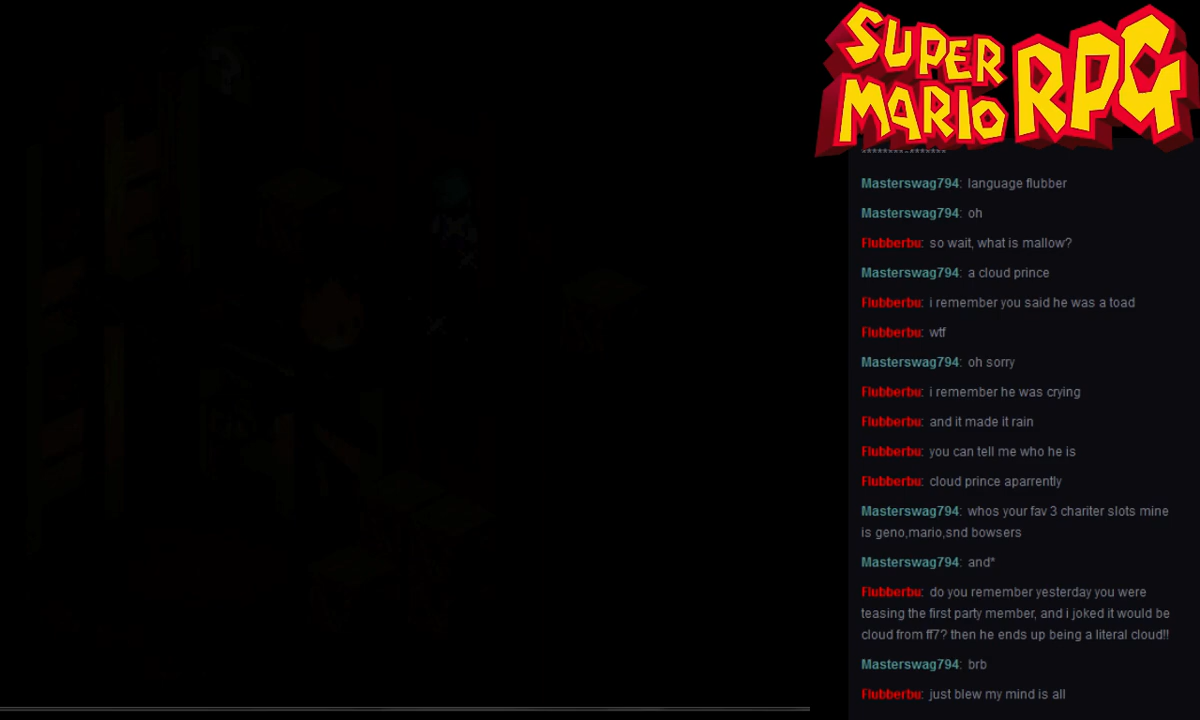 SUPER
MARIO RPG
********-*******
Masterswag794: language flubber
Masterswag794: oh
Flubberbu: so wait, what is mallow?
Masterswag794: a cloud prince
Flubberbu: i remember you said he was a toad
Flubberbu: wtf
Masterswag794: oh sorry
Flubberbu: i remember he was crying
Flubberbu: and it made it rain
Flubberbu: you can tell me who he is
Flubberbu: cloud prince aparrently
Masterswag794: whos your fav 3 chariter slots mine
is geno,mario,snd bowsers
Masterswag794: and*
Flubberbu: do you remember yesterday you were
teasing the first party member, and i joked it would be
cloud from ff7? then he ends up being a literal cloud!!
Masterswag794: brb
Flubberbu: just blew my mind is all